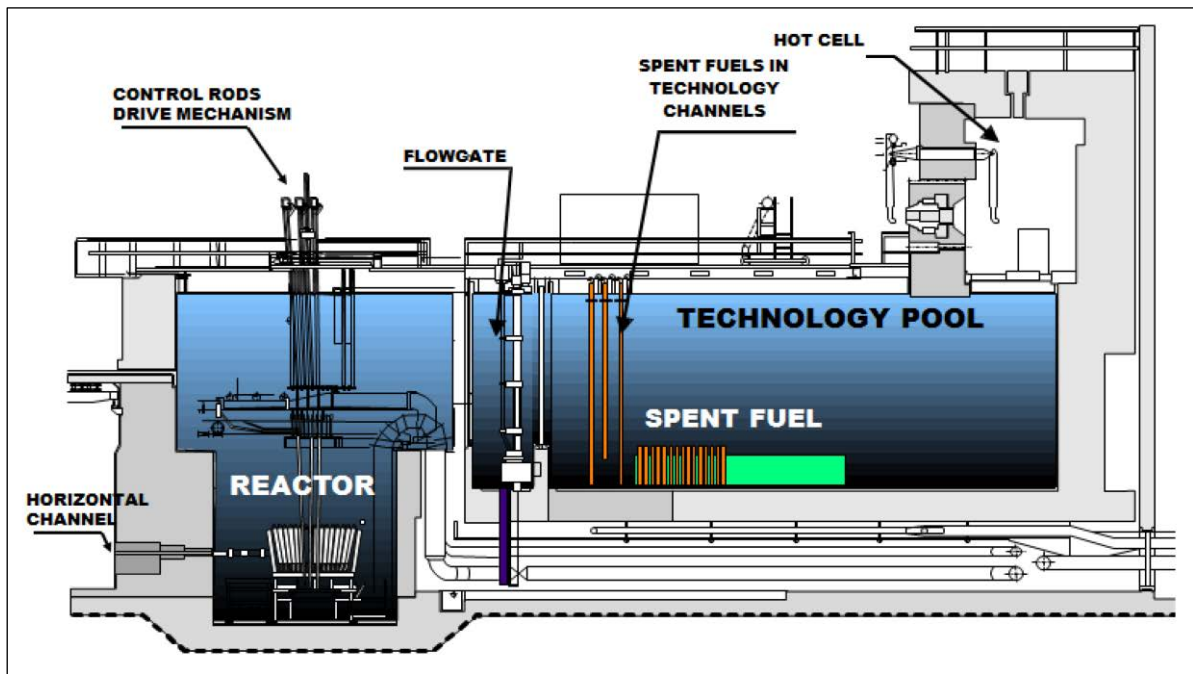 HOT CELL
SPENT FUELS IN
TECHNOLOGY
CHANNELS
CONTROL RODS
DRIVE MECHANISM
FLOWGATE
TECHNOLOGY POOL
SPENT FUEL
REACTOR
HORIZONTAL
CHANNEL